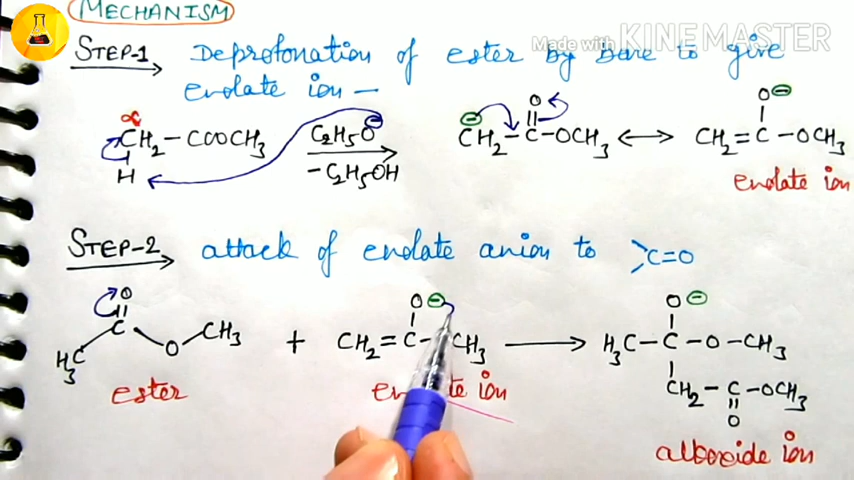 MECHANISM
Made with KINEMASTER
STEP-1 Deprotonation of ester by base to give
enolate ion —
α
CH₂ — COOCH₃
H
C₂H₅O⊖
— C₂H₅OH
⊖ O
CH₂ — C — OCH₃ ⟷ CH₂ = C — OCH₃
O⊖
enolate ion
STEP-2 attack of enolate anion to >C=O
O
H₃C C O CH₃
ester
+
O⊖
CH₂ = C — CH₃
ion
⟶
O⊖
H₃C — C — O — CH₃
CH₂ — C — OCH₃
O
alkoxide ion